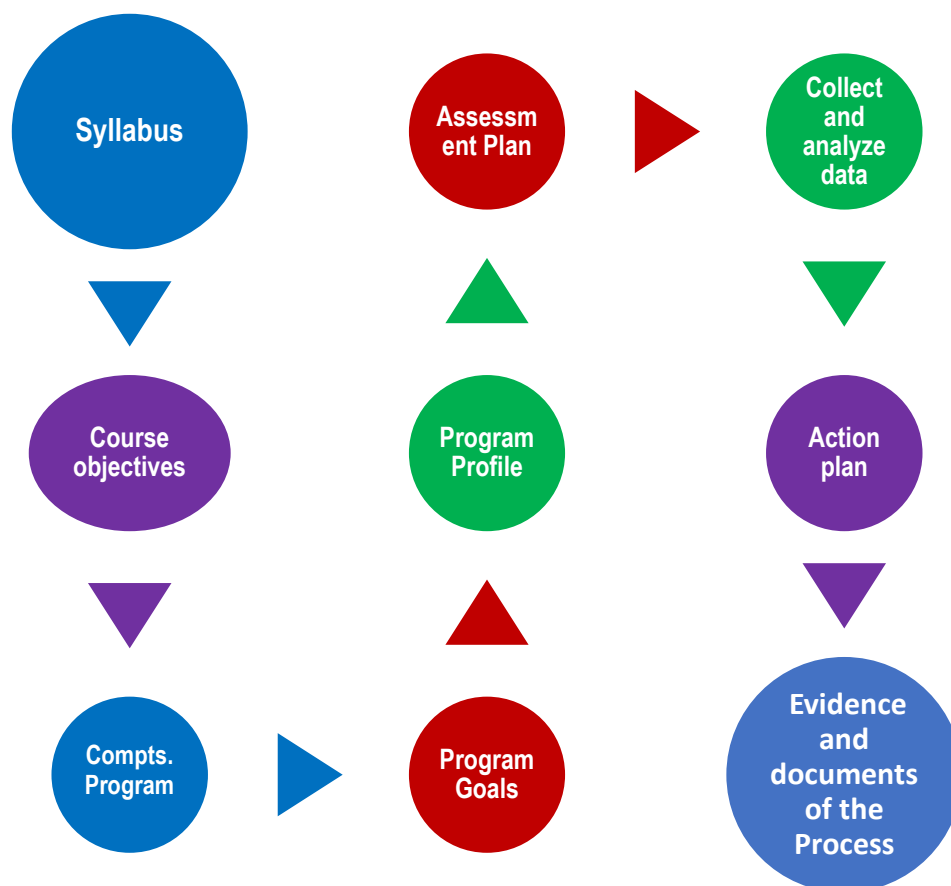 Syllabus
Course
objectives
Compts.
Program
Program
Goals
Program
Profile
Assessm
ent Plan
Collect
and
analyze
data
Action
plan
Evidence
and
documents
of the
Process